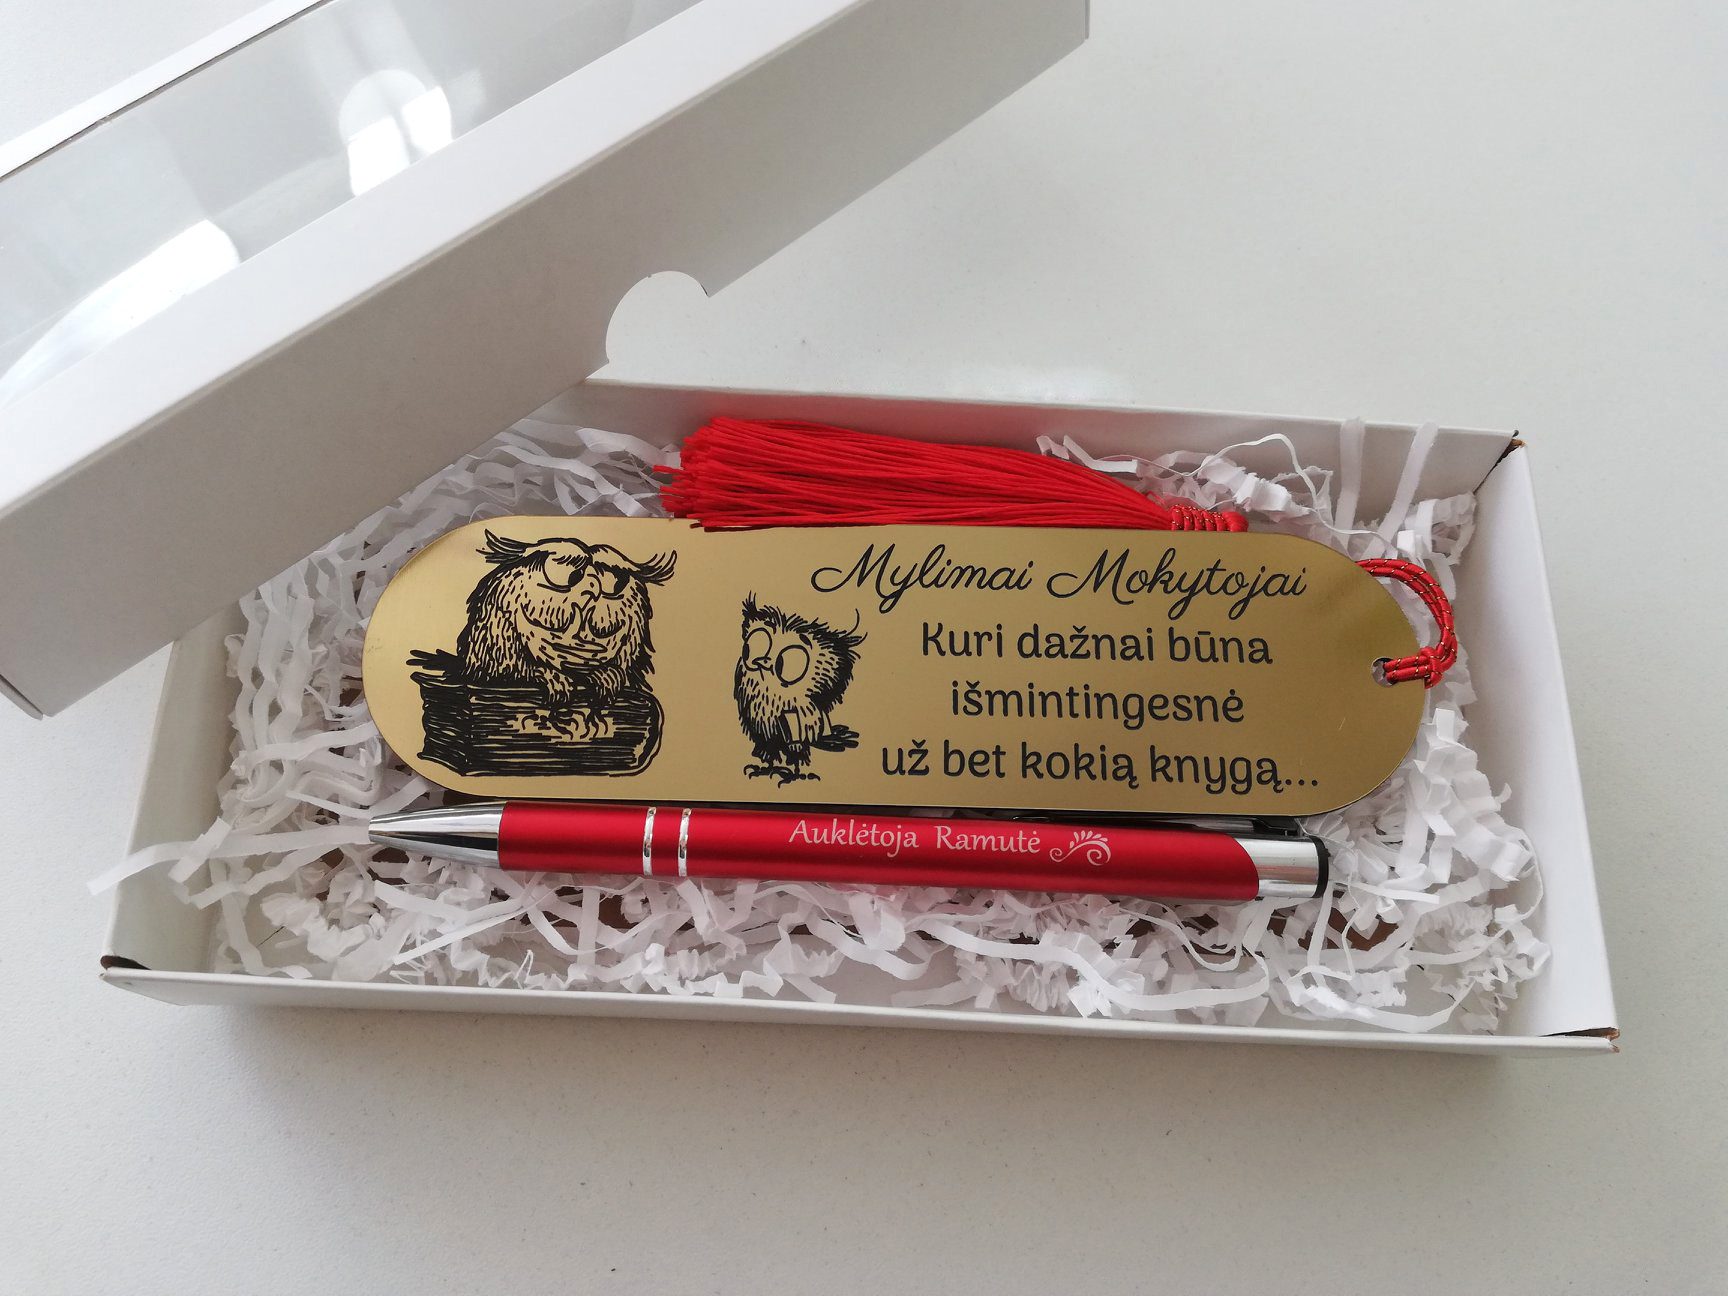 Mylimai Mokytojai
Kuri dažnai būna
išmintingesnė
už bet kokią knygą...
Auklėtoja Ramutė